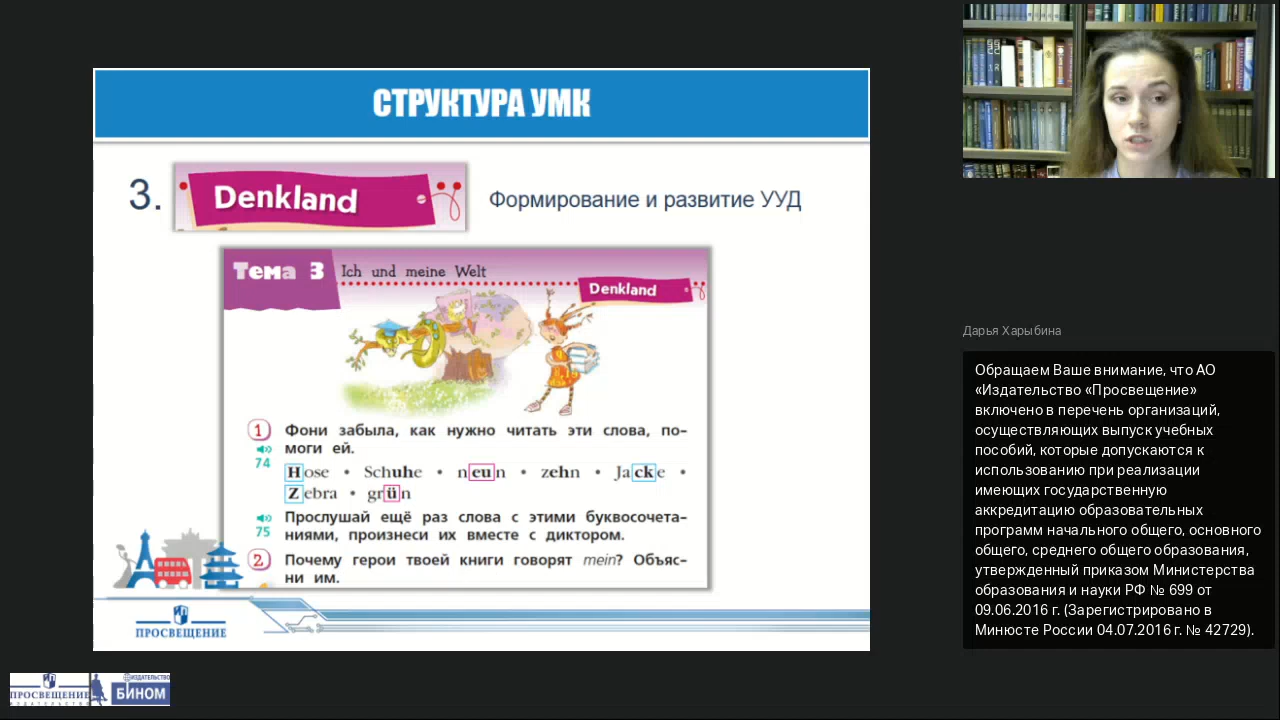 СТРУКТУРА УМК
3.
Denkland
Формирование и развитие УУД
Тема 3
Ich und meine Welt
Denkland
1 Фони забыла, как нужно читать эти слова, по-
моги ей.
74
Hose • Schuhe • neun • zehn • Jacke •
Zebra • grün
Прослушай ещё раз слова с этими буквосочета-
75
ниями, произнеси их вместе с диктором.
2 Почему герои твоей книги говорят mein? Объяс-
ни им.
ПРОСВЕЩЕНИЕ
Дарья Харыбина
Обращаем Ваше внимание, что АО
«Издательство «Просвещение»
включено в перечень организаций,
осуществляющих выпуск учебных
пособий, которые допускаются к
использованию при реализации
имеющих государственную
аккредитацию образовательных
программ начального общего, основного
общего, среднего общего образования,
утвержденный приказом Министерства
образования и науки РФ № 699 от
09.06.2016 г. (Зарегистрировано в
Минюсте России 04.07.2016 г. № 42729).
ПРОСВЕЩЕНИЕ
ИЗДАТЕЛЬСТВО
ИЗДАТЕЛЬСТВО
БИНОМ